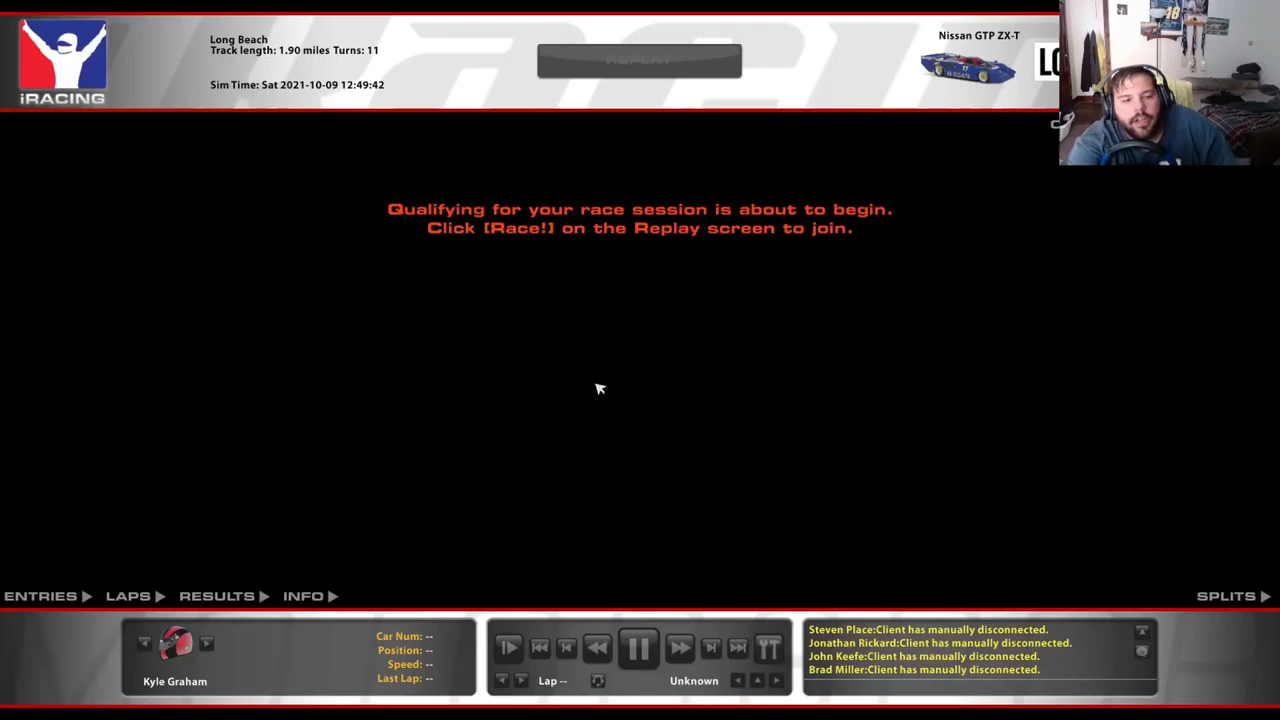 iRACING
Long Beach
Track length: 1.90 miles Turns: 11
Sim Time: Sat 2021-10-09 12:49:42
REPLAY
Nissan GTP ZX-T
LO
Qualifying for your race session is about to begin.
Click [Race!] on the Replay screen to join.
ENTRIES
LAPS
RESULTS
INFO
SPLITS
Kyle Graham
Car Num: --
Position: --
Speed: --
Last Lap: --
Lap --
Unknown
Steven Place:Client has manually disconnected.
Jonathan Rickard:Client has manually disconnected.
John Keefe:Client has manually disconnected.
Brad Miller:Client has manually disconnected.